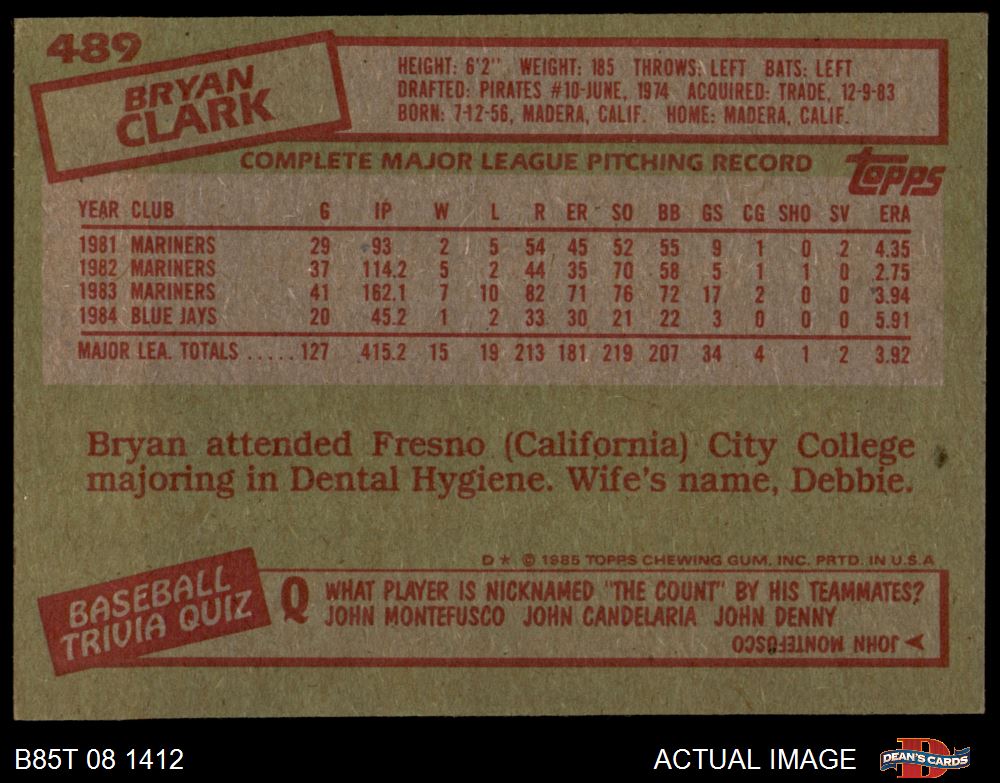 489
BRYAN
CLARK
HEIGHT: 6'2" WEIGHT: 185 THROWS: LEFT BATS: LEFT
DRAFTED: PIRATES #10-JUNE, 1974 ACQUIRED: TRADE, 12-9-83
BORN: 7-12-56, MADERA, CALIF. HOME: MADERA, CALIF.
COMPLETE MAJOR LEAGUE PITCHING RECORD
Topps
YEAR CLUB G IP W L R ER SO BB GS CG SHO SV ERA
1981 MARINERS 29 93 2 5 54 45 52 55 9 1 0 2 4.35
1982 MARINERS 37 114.2 5 2 44 35 70 58 5 1 1 0 2.75
1983 MARINERS 41 162.1 7 10 82 71 76 72 17 2 0 0 3.94
1984 BLUE JAYS 20 45.2 1 2 33 30 21 22 3 0 0 0 5.91
MAJOR LEA. TOTALS ..... 127 415.2 15 19 213 181 219 207 34 4 1 2 3.92
Bryan attended Fresno (California) City College
majoring in Dental Hygiene. Wife's name, Debbie.
D* © 1985 TOPPS CHEWING GUM, INC. PRTD. IN U.S.A
BASEBALL
TRIVIA QUIZ
Q WHAT PLAYER IS NICKNAMED "THE COUNT" BY HIS TEAMMATES?
JOHN MONTEFUSCO JOHN CANDELARIA JOHN DENNY
JOHN MONTEFUSCO
B85T 08 1412
ACTUAL IMAGE
DEAN'S CARDS